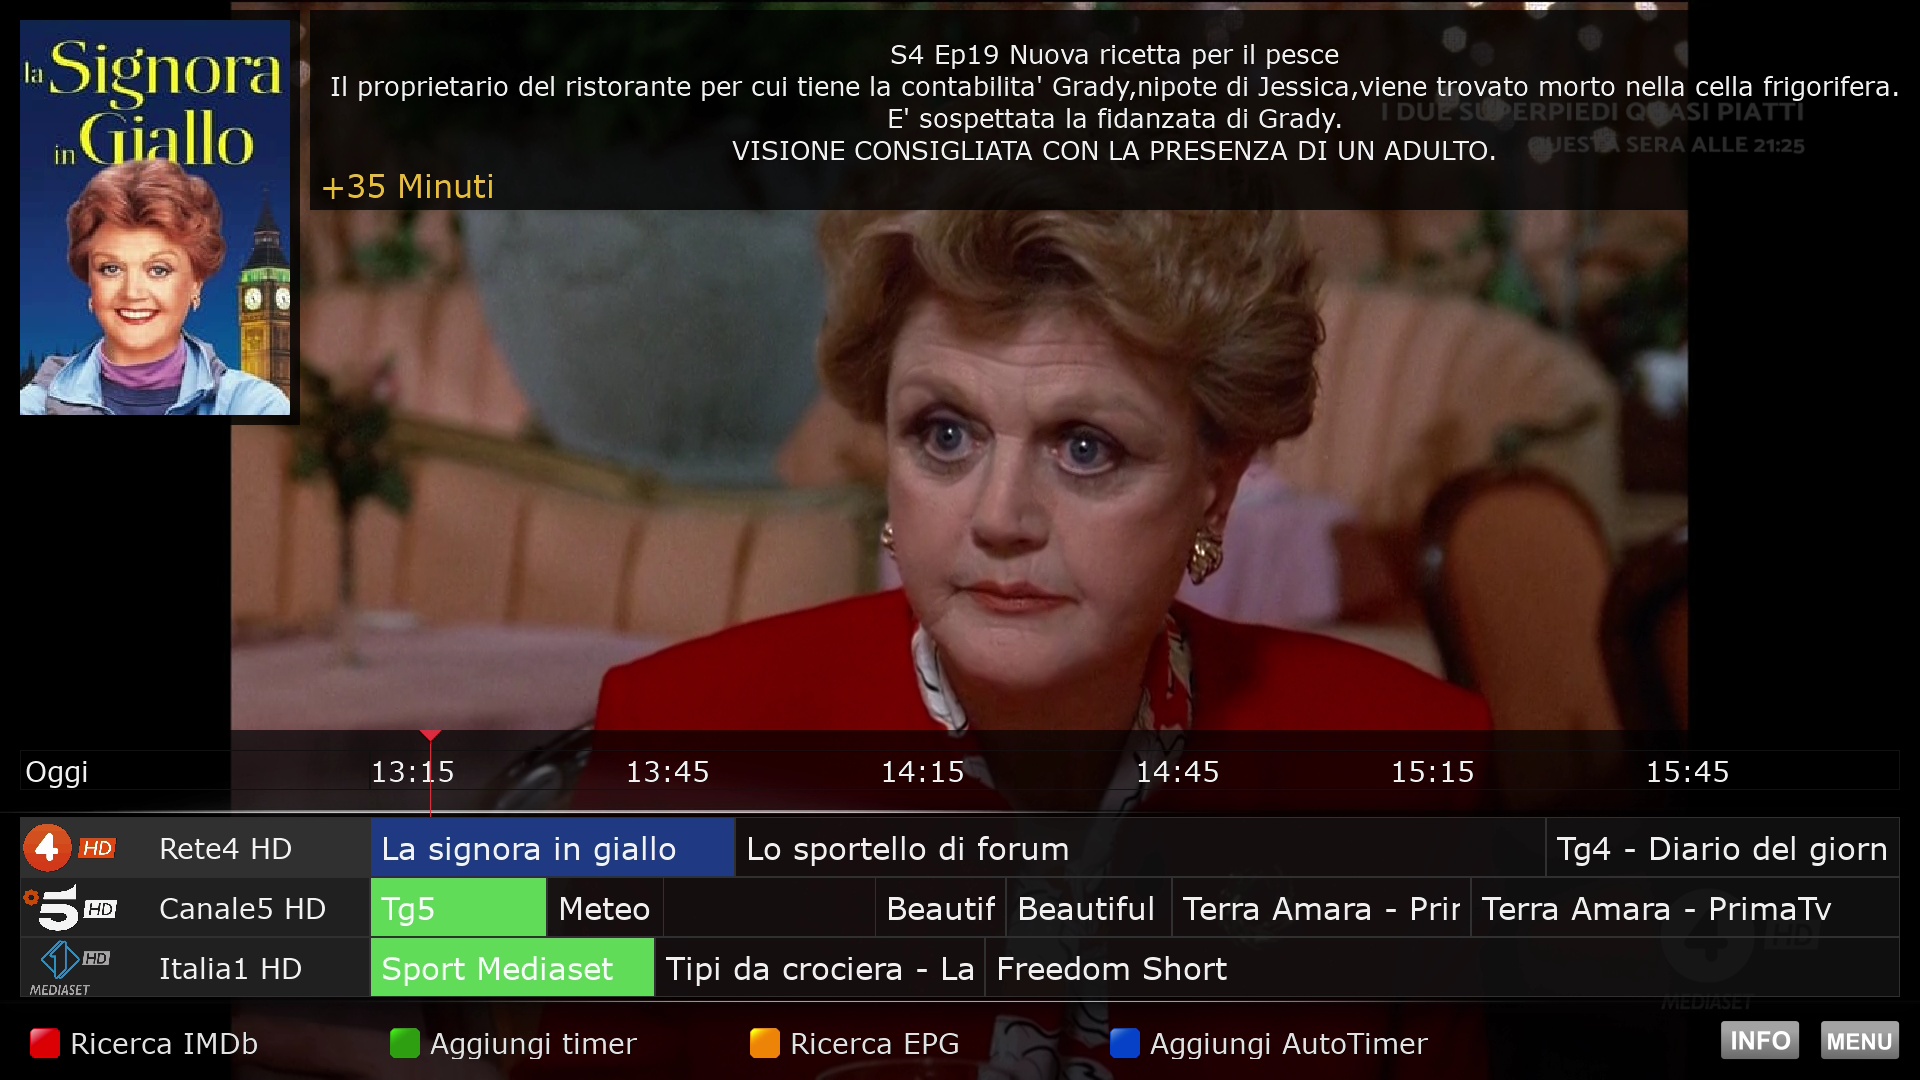 la Signora
in Giallo
S4 Ep19 Nuova ricetta per il pesce
Il proprietario del ristorante per cui tiene la contabilita' Grady,nipote di Jessica,viene trovato morto nella cella frigorifera.
E' sospettata la fidanzata di Grady.
VISIONE CONSIGLIATA CON LA PRESENZA DI UN ADULTO.
+35 Minuti
I DUE SUPERPIEDI QUASI PIATTI
QUESTA SERA ALLE 21:25
Oggi 13:15 13:45 14:15 14:45 15:15 15:45
4 HD Rete4 HD La signora in giallo Lo sportello di forum Tg4 - Diario del giorn
5 HD Canale5 HD Tg5 Meteo Beautif Beautiful Terra Amara - Prir Terra Amara - PrimaTv
1 HD MEDIASET Italia1 HD Sport Mediaset Tipi da crociera - La Freedom Short
4 HD
MEDIASET
Ricerca IMDb Aggiungi timer Ricerca EPG Aggiungi AutoTimer INFO MENU